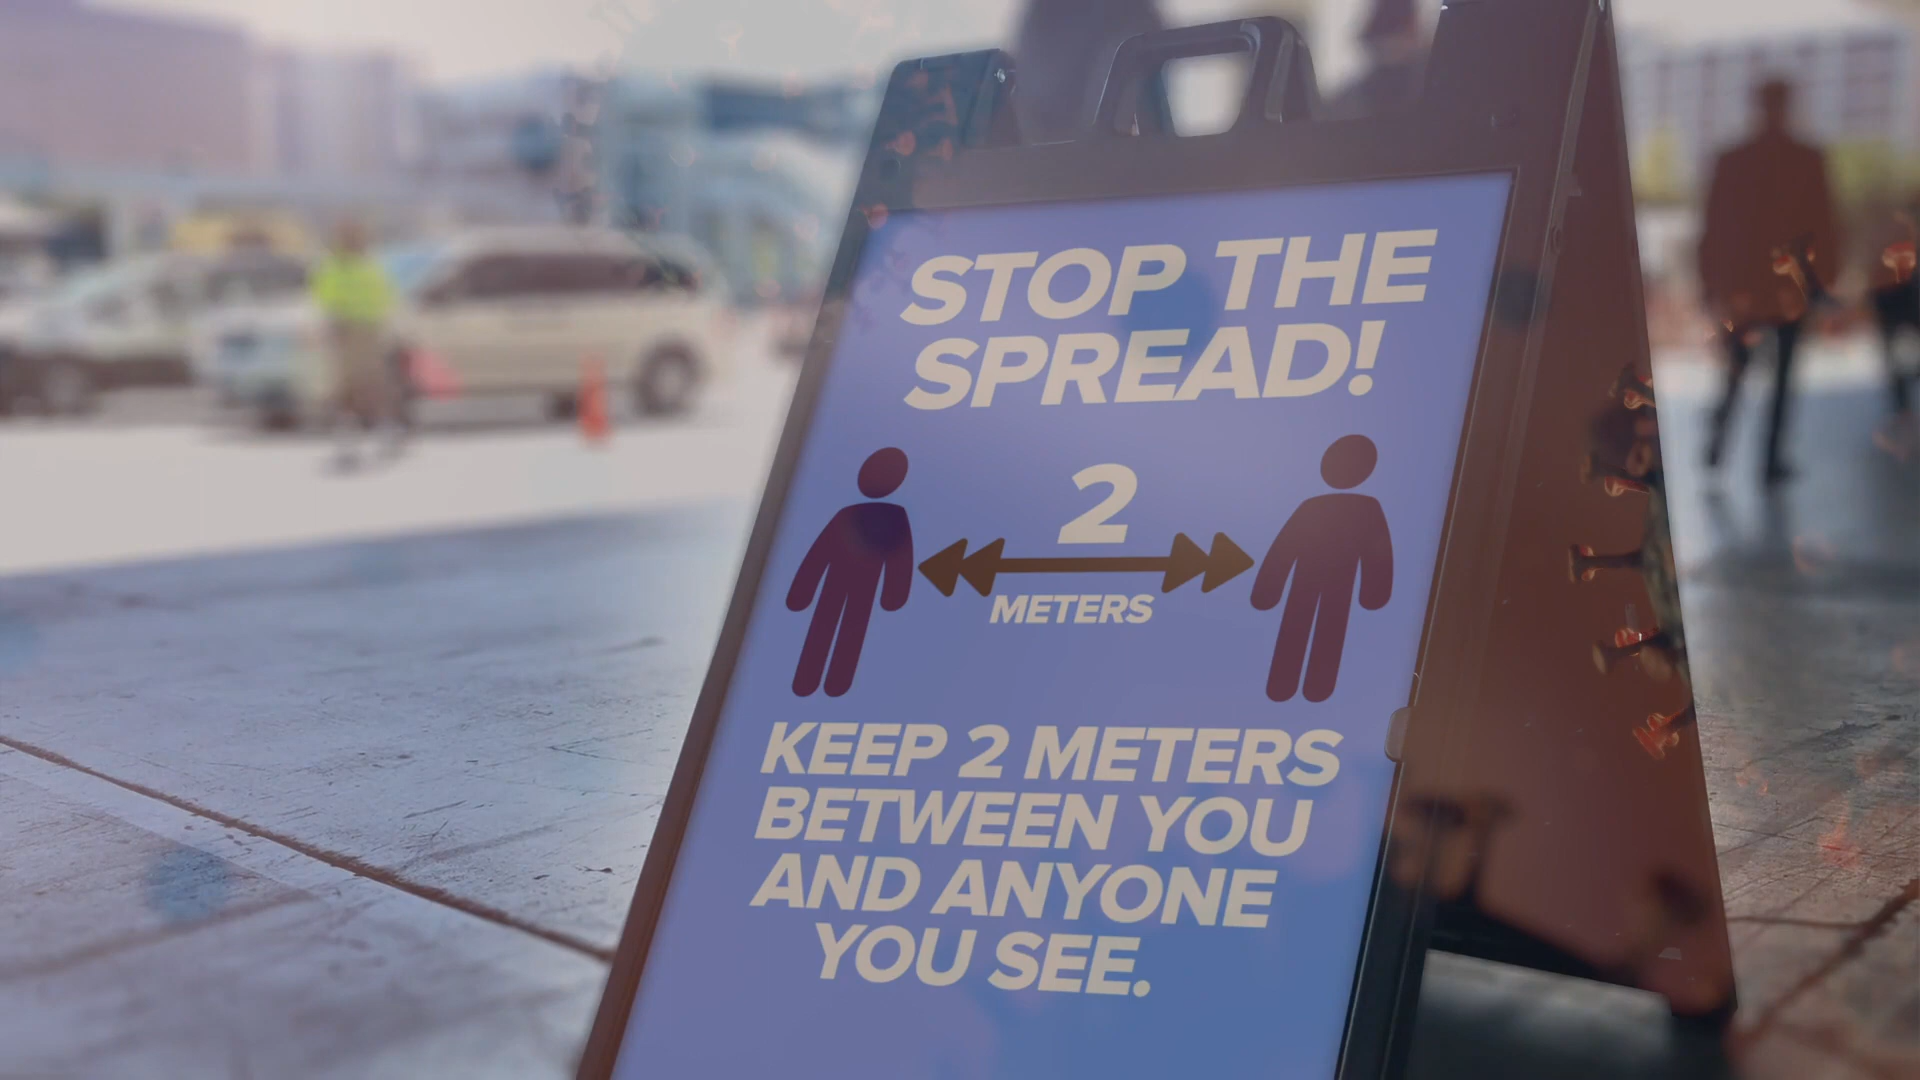 STOP THE
SPREAD!
2
METERS
KEEP 2 METERS
BETWEEN YOU
AND ANYONE
YOU SEE.